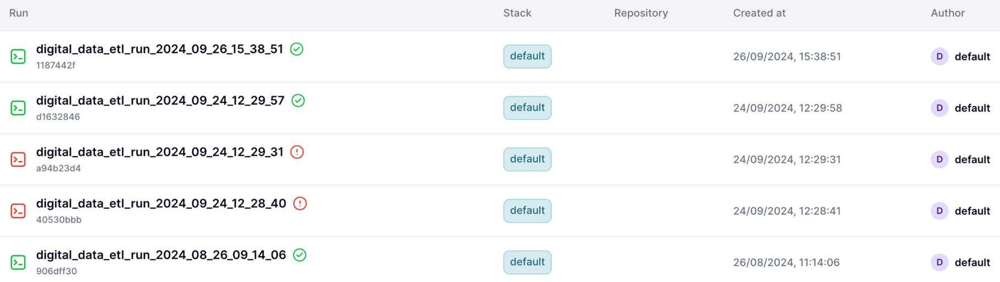 Run Stack Repository Created at Author
digital_data_etl_run_2024_09_26_15_38_51 default 26/09/2024, 15:38:51 D default
1187442f
digital_data_etl_run_2024_09_24_12_29_57 default 24/09/2024, 12:29:58 D default
d1632846
digital_data_etl_run_2024_09_24_12_29_31 default 24/09/2024, 12:29:31 D default
a94b23d4
digital_data_etl_run_2024_09_24_12_28_40 default 24/09/2024, 12:28:41 D default
40530bbb
digital_data_etl_run_2024_08_26_09_14_06 default 26/08/2024, 11:14:06 D default
906dff30